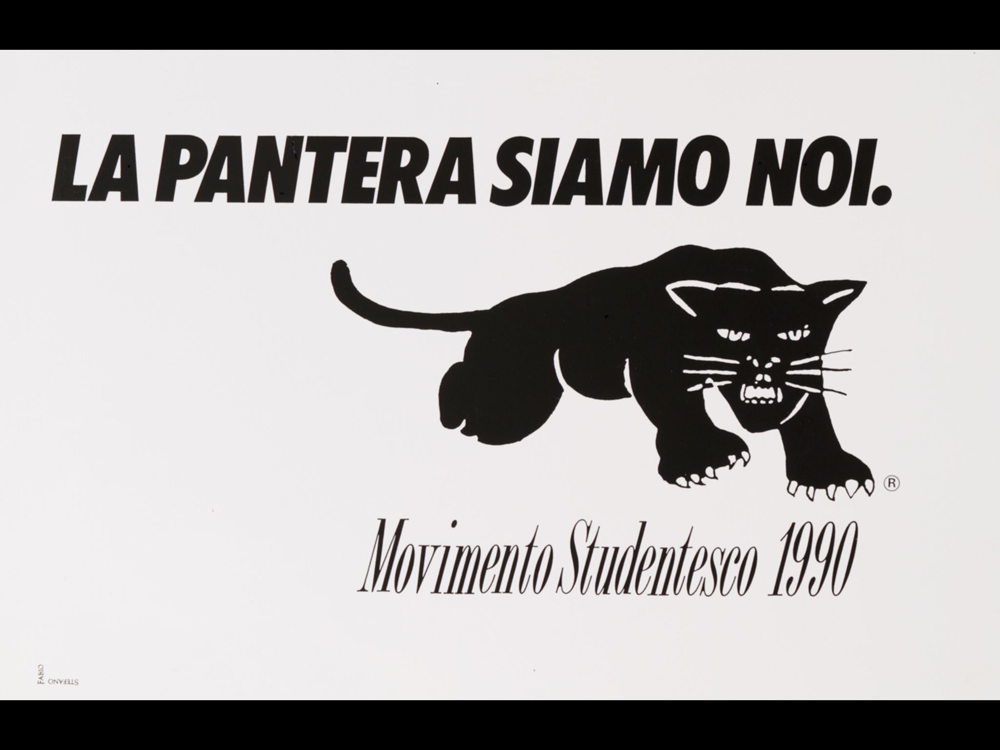 LA PANTERA SIAMO NOI.
®
Movimento Studentesco 1990
FABIO
STEFANO